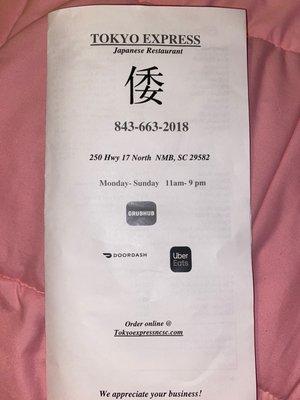 TOKYO EXPRESS
Japanese Restaurant
倭
843-663-2018
250 Hwy 17 North NMB, SC 29582
Monday- Sunday 11am- 9 pm
GRUBHUB
DOORDASH
Uber
Eats
Order online @
Tokyoexpressncsc.com
We appreciate your business!